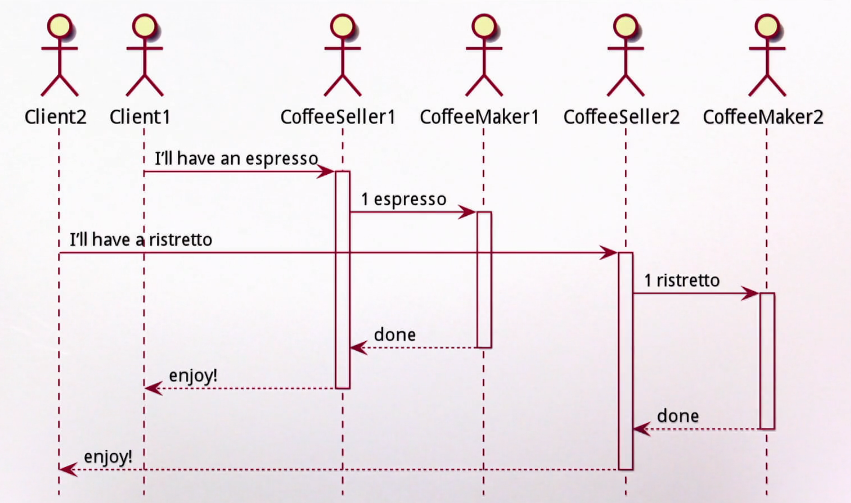 Client2 Client1 CoffeeSeller1 CoffeeMaker1 CoffeeSeller2 CoffeeMaker2
I'll have an espresso
1 espresso
I'll have a ristretto
1 ristretto
done
enjoy!
done
enjoy!